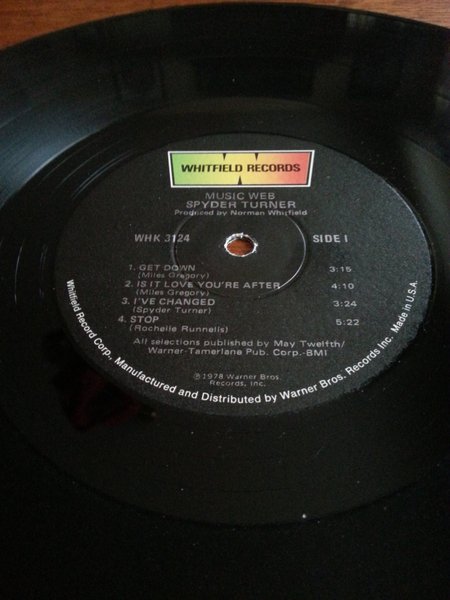 WHITFIELD RECORDS
MUSIC WEB
SPYDER TURNER
Produced by Norman Whitfield
WHK 3124 SIDE I
1. GET DOWN 3:15
(Miles Gregory)
2. IS IT LOVE YOU'RE AFTER 4:10
(Miles Gregory)
3. I'VE CHANGED 3:24
(Spyder Turner)
4. STOP 5:22
(Rochelle Runnells)
All selections published by May Twelfth/
Warner-Tamerlane Pub. Corp.-BMI
℗1978 Warner Bros.
Records, Inc.
Whitfield Record Corp., Manufactured and Distributed by Warner Bros. Records Inc. Made in U.S.A.